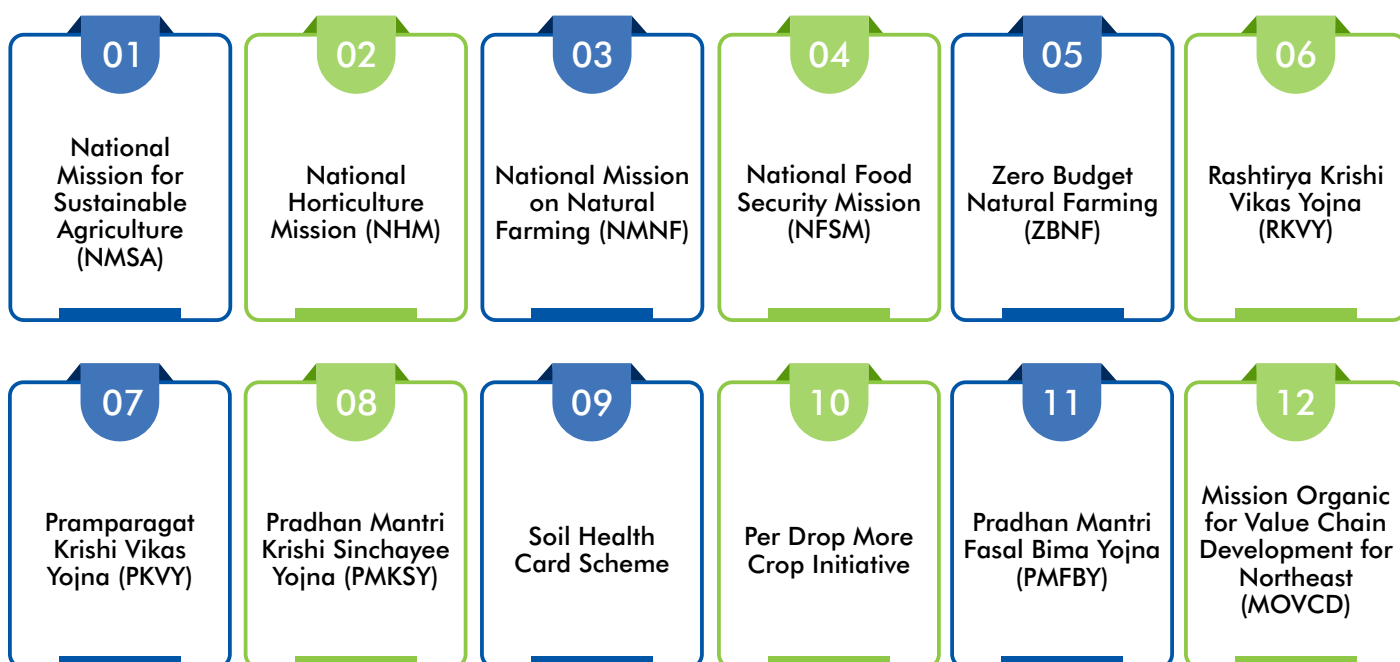 01
National
Mission for
Sustainable
Agriculture
(NMSA)
02
National
Horticulture
Mission (NHM)
03
National Mission
on Natural
Farming (NMNF)
04
National Food
Security Mission
(NFSM)
05
Zero Budget
Natural Farming
(ZBNF)
06
Rashtirya Krishi
Vikas Yojna
(RKVY)
07
Pramparagat
Krishi Vikas
Yojna (PKVY)
08
Pradhan Mantri
Krishi Sinchayee
Yojna (PMKSY)
09
Soil Health
Card Scheme
10
Per Drop More
Crop Initiative
11
Pradhan Mantri
Fasal Bima Yojna
(PMFBY)
12
Mission Organic
for Value Chain
Development for
Northeast
(MOVCD)